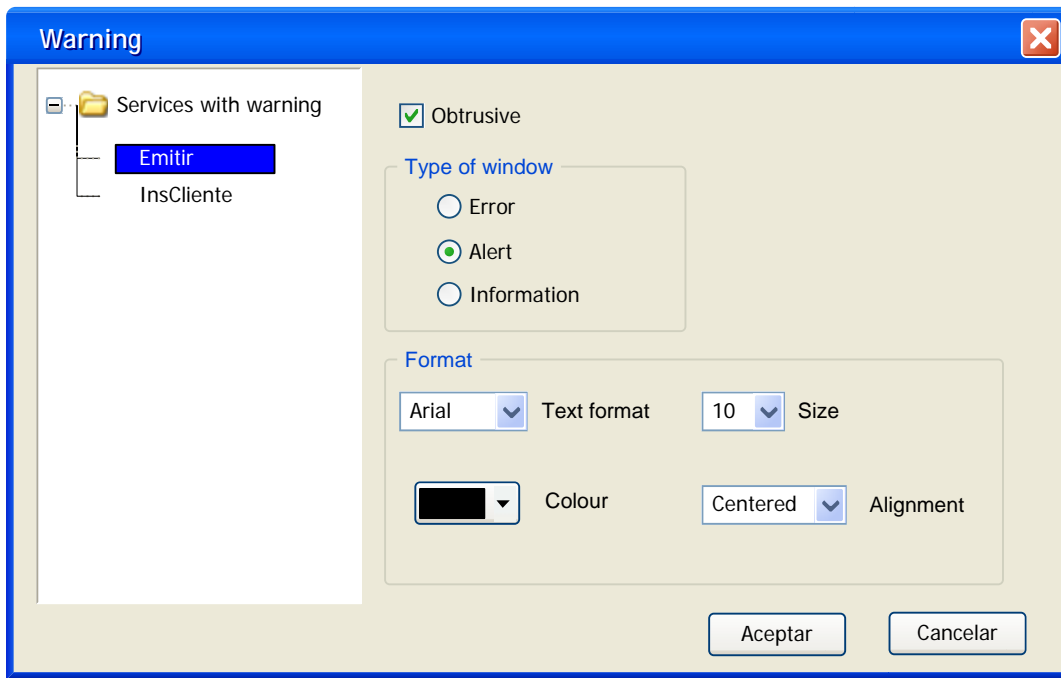 Warning
Services with warning
Emitir
InsCliente
Obtrusive
Type of window
Error
Alert
Information
Format
Arial Text format 10 Size
Colour Centered Alignment
Aceptar Cancelar